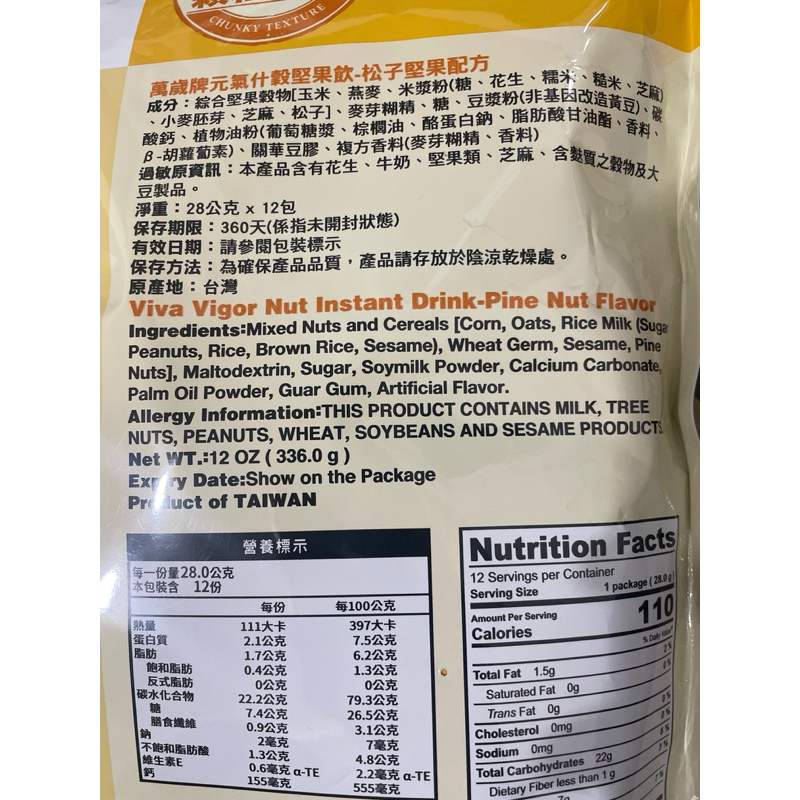 CHUNKY TEXTURE
萬歲牌元氣什穀堅果飲-松子堅果配方
成分：綜合堅果穀物[玉米、燕麥、米漿粉(糖、花生、糯米、糙米、芝麻)
、小麥胚芽、芝麻、松子]、麥芽糊精、糖、豆漿粉(非基因改造黃豆)、碳
酸鈣、植物油粉(葡萄糖漿、棕櫚油、酪蛋白鈉、脂肪酸甘油酯、香料、
β-胡蘿蔔素)、關華豆膠、複方香料(麥芽糊精、香料)
過敏原資訊：本產品含有花生、牛奶、堅果類、芝麻、含麩質之穀物及大
豆製品。
淨重：28公克 x 12包
保存期限：360天(係指未開封狀態)
有效日期：請參閱包裝標示
保存方法：為確保產品品質，產品請存放於陰涼乾燥處。
原產地：台灣
Viva Vigor Nut Instant Drink-Pine Nut Flavor
Ingredients:Mixed Nuts and Cereals [Corn, Oats, Rice Milk (Sugar
Peanuts, Rice, Brown Rice, Sesame), Wheat Germ, Sesame, Pine
Nuts], Maltodextrin, Sugar, Soymilk Powder, Calcium Carbonate,
Palm Oil Powder, Guar Gum, Artificial Flavor.
Allergy Information:THIS PRODUCT CONTAINS MILK, TREE
NUTS, PEANUTS, WHEAT, SOYBEANS AND SESAME PRODUCTS
Net WT.:12 OZ ( 336.0 g )
Expiry Date:Show on the Package
Product of TAIWAN
營養標示
每一份量28.0公克
本包裝含 12份
每份 每100公克
熱量 111大卡 397大卡
蛋白質 2.1公克 7.5公克
脂肪 1.7公克 6.2公克
飽和脂肪 0.4公克 1.3公克
反式脂肪 0公克 0公克
碳水化合物 22.2公克 79.3公克
糖 7.4公克 26.5公克
膳食纖維 0.9公克 3.1公克
鈉 2毫克 7毫克
不飽和脂肪酸 1.3公克 4.8公克
維生素E 0.6毫克 α-TE 2.2毫克 α-TE
鈣 155毫克 555毫克
Nutrition Facts
12 Servings per Container
Serving Size 1 package ( 28.0 g )
Amount Per Serving
Calories 110
% Daily Value*
Total Fat 1.5g 2%
Saturated Fat 0g 0%
Trans Fat 0g
Cholesterol 0mg 0%
Sodium 0mg 0%
Total Carbohydrates 22g 8%
Dietary Fiber less than 1 g 3%
7g